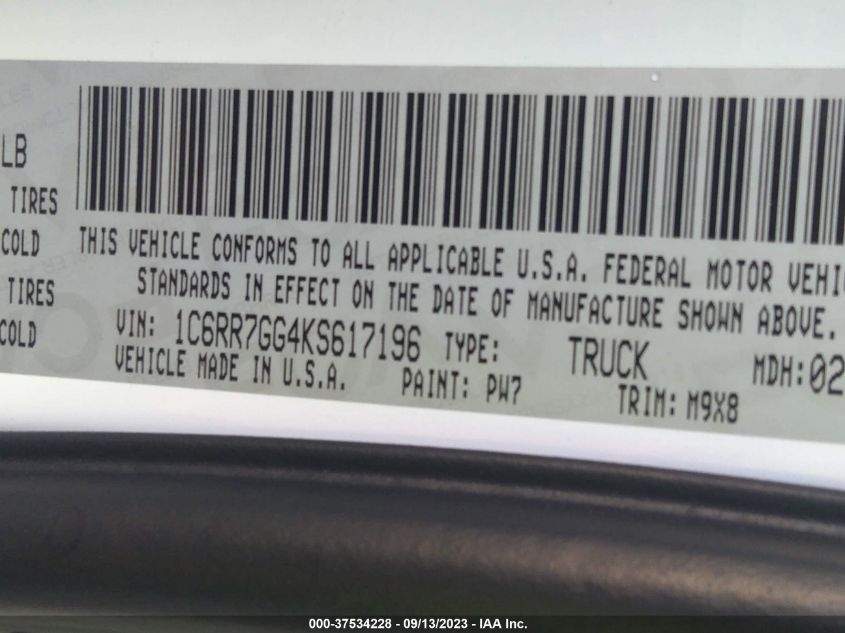 LB
TIRES
COLD
TIRES
COLD
THIS VEHICLE CONFORMS TO ALL APPLICABLE U.S.A. FEDERAL MOTOR VEHI
STANDARDS IN EFFECT ON THE DATE OF MANUFACTURE SHOWN ABOVE.
VIN: 1C6RR7GG4KS617196 TYPE: TRUCK MDH: 02
VEHICLE MADE IN U.S.A. PAINT: PW7 TRIM: M9X8
000-37534228 - 09/13/2023 - IAA Inc.